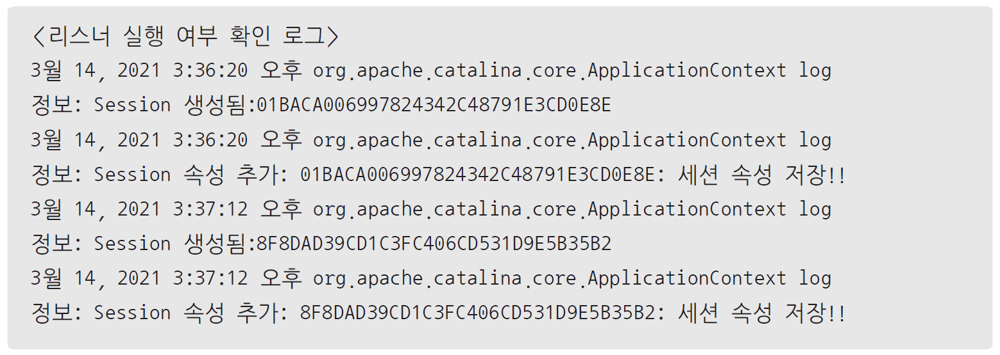 <리스너 실행 여부 확인 로그>
3월 14, 2021 3:36:20 오후 org.apache.catalina.core.ApplicationContext log
정보: Session 생성됨:01BACA006997824342C48791E3CD0E8E
3월 14, 2021 3:36:20 오후 org.apache.catalina.core.ApplicationContext log
정보: Session 속성 추가: 01BACA006997824342C48791E3CD0E8E: 세션 속성 저장!!
3월 14, 2021 3:37:12 오후 org.apache.catalina.core.ApplicationContext log
정보: Session 생성됨:8F8DAD39CD1C3FC406CD531D9E5B35B2
3월 14, 2021 3:37:12 오후 org.apache.catalina.core.ApplicationContext log
정보: Session 속성 추가: 8F8DAD39CD1C3FC406CD531D9E5B35B2: 세션 속성 저장!!